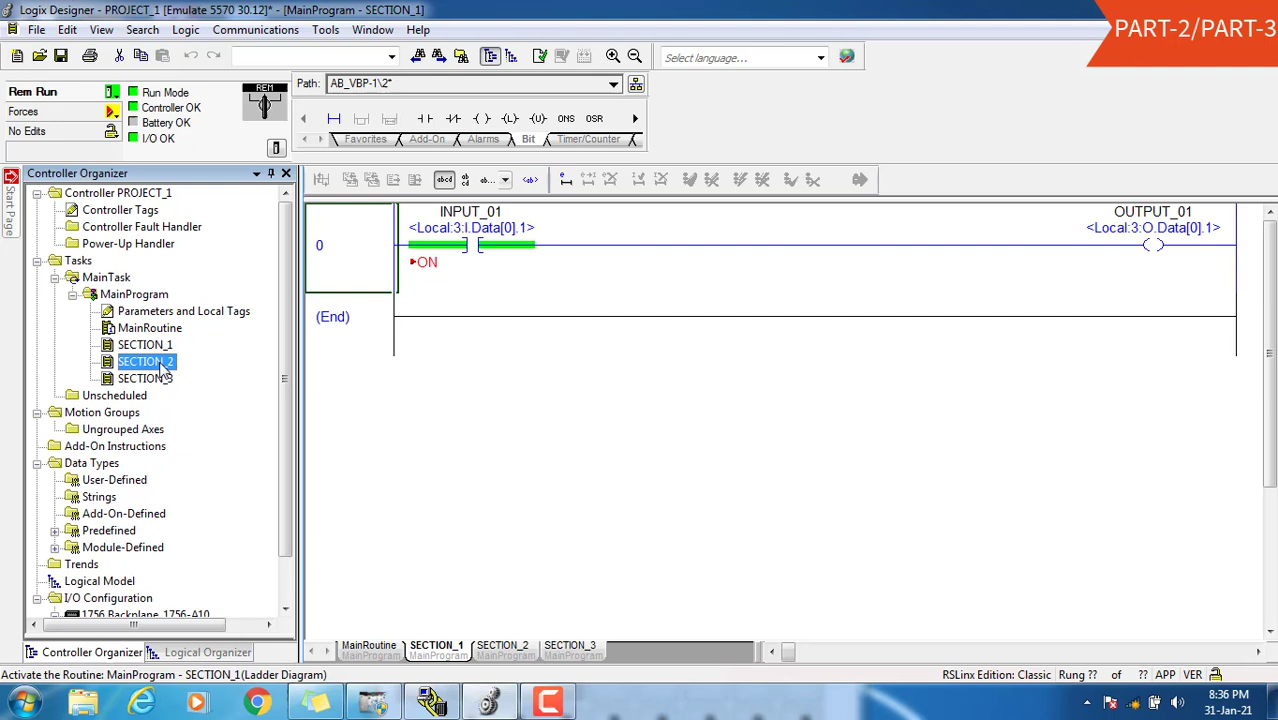 Logix Designer - PROJECT_1 [Emulate 5570 30.12]* - [MainProgram - SECTION_1]
PART-2/PART-3
File Edit View Search Logic Communications Tools Window Help
Select language...
Rem Run
Forces
No Edits
Run Mode
Controller OK
Battery OK
I/O OK
REM
Path: AB_VBP-1\2*
ONS OSR
Favorites Add-On Alarms Bit Timer/Counter
Start Page
Controller Organizer
Controller PROJECT_1
Controller Tags
Controller Fault Handler
Power-Up Handler
Tasks
MainTask
MainProgram
Parameters and Local Tags
MainRoutine
SECTION_1
SECTION_2
SECTION_3
Unscheduled
Motion Groups
Ungrouped Axes
Add-On Instructions
Data Types
User-Defined
Strings
Add-On-Defined
Predefined
Module-Defined
Trends
Logical Model
I/O Configuration
1756 Backplane, 1756-A10
Controller Organizer Logical Organizer
INPUT_01
<Local:3:I.Data[0].1>
ON
OUTPUT_01
<Local:3:O.Data[0].1>
0
(End)
MainRoutine SECTION_1 SECTION_2 SECTION_3
MainProgram MainProgram MainProgram MainProgram
Activate the Routine: MainProgram - SECTION_1(Ladder Diagram)
RSLinx Edition: Classic Rung ?? of ?? APP VER
8:36 PM
31-Jan-21